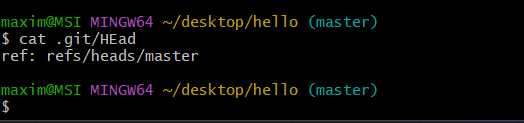 maxim@MSI MINGW64 ~/desktop/hello (master)
$ cat .git/HEad
ref: refs/heads/master
maxim@MSI MINGW64 ~/desktop/hello (master)
$